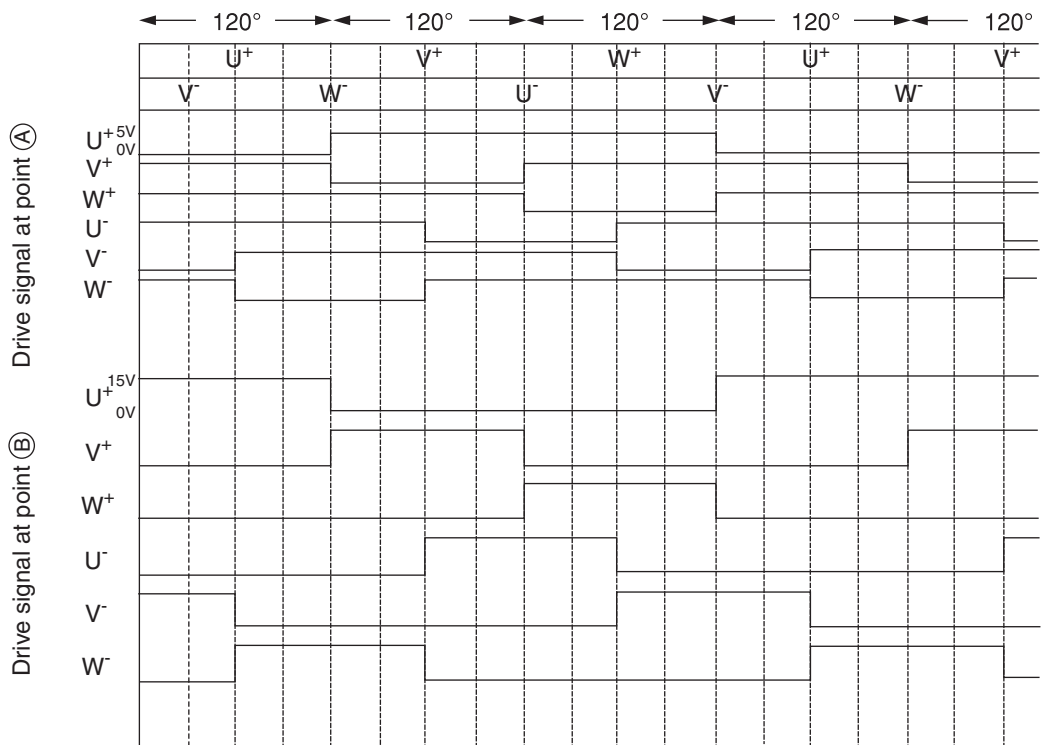 120° 120° 120° 120° 120°
U⁺ V⁺ W⁺ U⁺ V⁺
V⁻ W⁻ U⁻ V⁻ W⁻
Drive signal at point Ⓐ
U⁺ 5V
0V
V⁺
W⁺
U⁻
V⁻
W⁻
Drive signal at point Ⓑ
U⁺ 15V
0V
V⁺
W⁺
U⁻
V⁻
W⁻